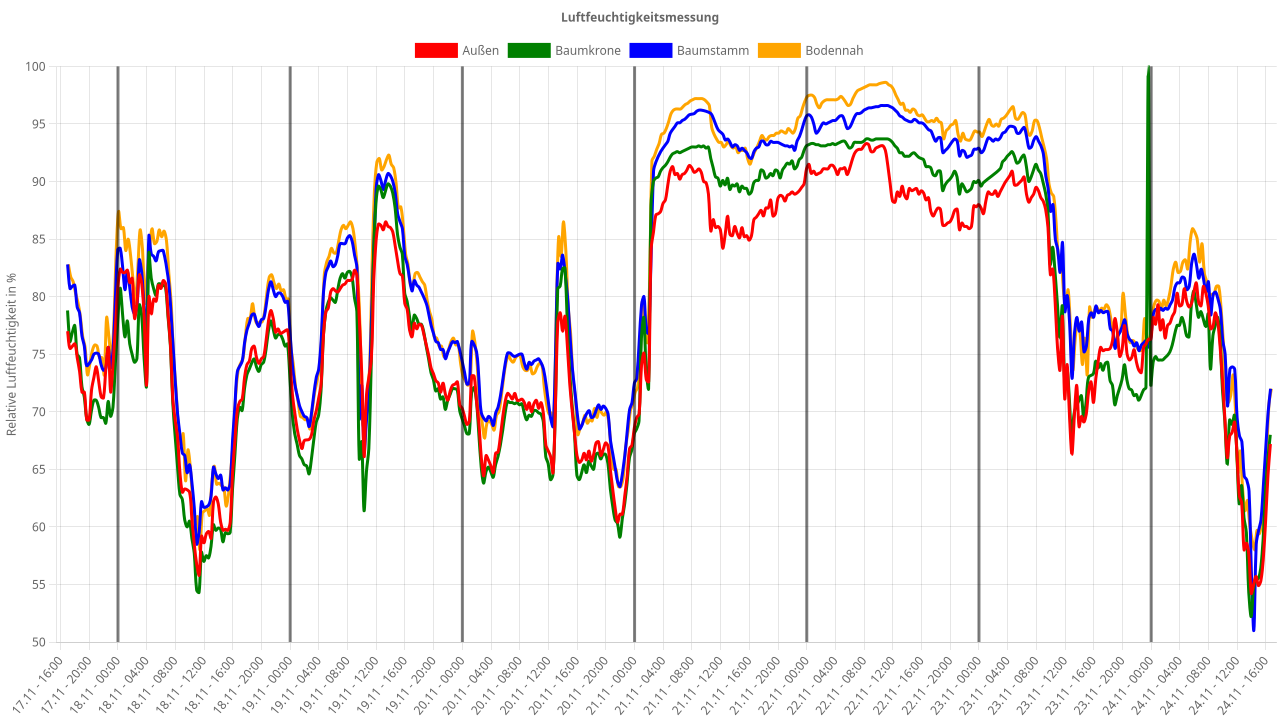 Luftfeuchtigkeitsmessung
Außen Baumkrone Baumstamm Bodennah
Relative Luftfeuchtigkeit in %
100
95
90
85
80
75
70
65
60
55
50
17.11 - 16:00
17.11 - 20:00
18.11 - 00:00
18.11 - 04:00
18.11 - 08:00
18.11 - 12:00
18.11 - 16:00
18.11 - 20:00
19.11 - 00:00
19.11 - 04:00
19.11 - 08:00
19.11 - 12:00
19.11 - 16:00
19.11 - 20:00
20.11 - 00:00
20.11 - 04:00
20.11 - 08:00
20.11 - 12:00
20.11 - 16:00
20.11 - 20:00
21.11 - 00:00
21.11 - 04:00
21.11 - 08:00
21.11 - 12:00
21.11 - 16:00
21.11 - 20:00
22.11 - 00:00
22.11 - 04:00
22.11 - 08:00
22.11 - 12:00
22.11 - 16:00
22.11 - 20:00
23.11 - 00:00
23.11 - 04:00
23.11 - 08:00
23.11 - 12:00
23.11 - 16:00
23.11 - 20:00
24.11 - 00:00
24.11 - 04:00
24.11 - 08:00
24.11 - 12:00
24.11 - 16:00